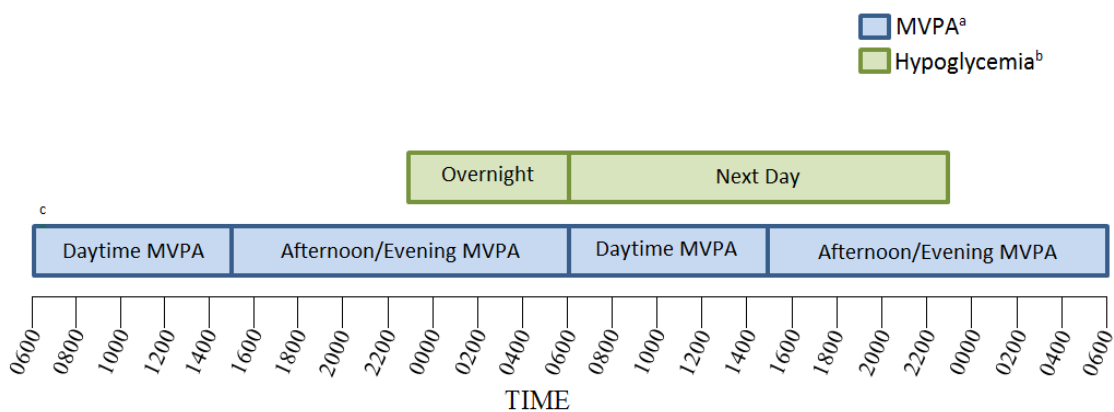 MVPAᵃ
Hypoglycemiaᵇ
Overnight Next Day
c
Daytime MVPA Afternoon/Evening MVPA Daytime MVPA Afternoon/Evening MVPA
0600 0800 1000 1200 1400 1600 1800 2000 2200 0000 0200 0400 0600 0800 1000 1200 1400 1600 1800 2000 2200 0000 0200 0400 0600
TIME